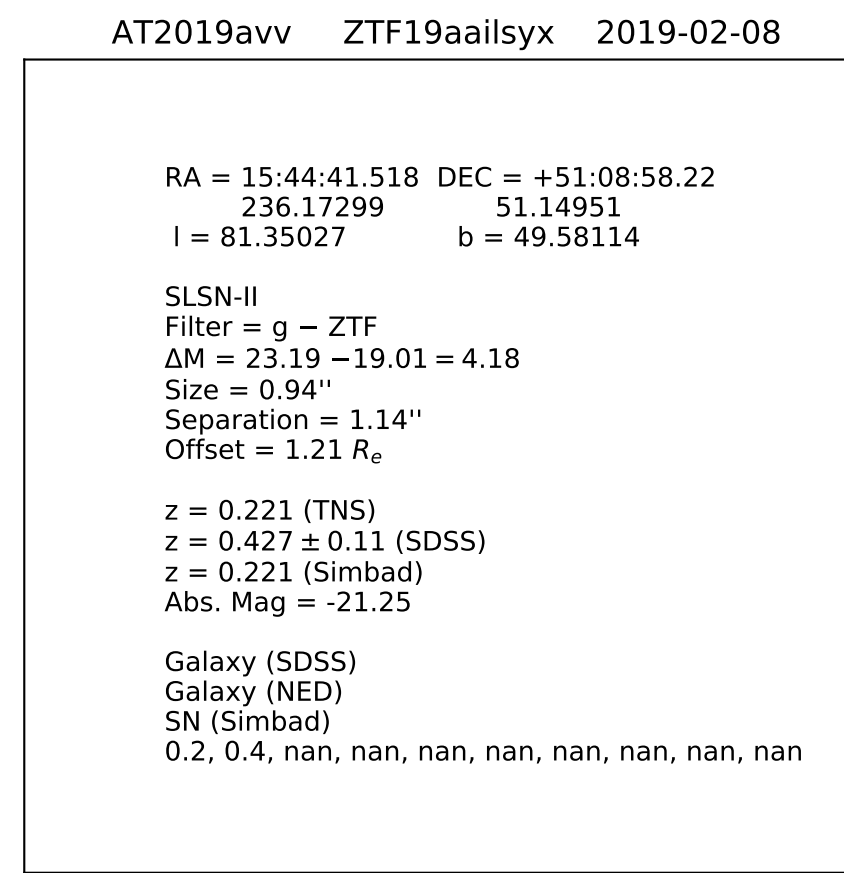 AT2019avv ZTF19aailsyx 2019-02-08
RA = 15:44:41.518 DEC = +51:08:58.22
236.17299 51.14951
l = 81.35027 b = 49.58114
SLSN-II
Filter = g − ZTF
ΔM = 23.19 −19.01 = 4.18
Size = 0.94''
Separation = 1.14''
Offset = 1.21 Rₑ
z = 0.221 (TNS)
z = 0.427 ± 0.11 (SDSS)
z = 0.221 (Simbad)
Abs. Mag = -21.25
Galaxy (SDSS)
Galaxy (NED)
SN (Simbad)
0.2, 0.4, nan, nan, nan, nan, nan, nan, nan, nan